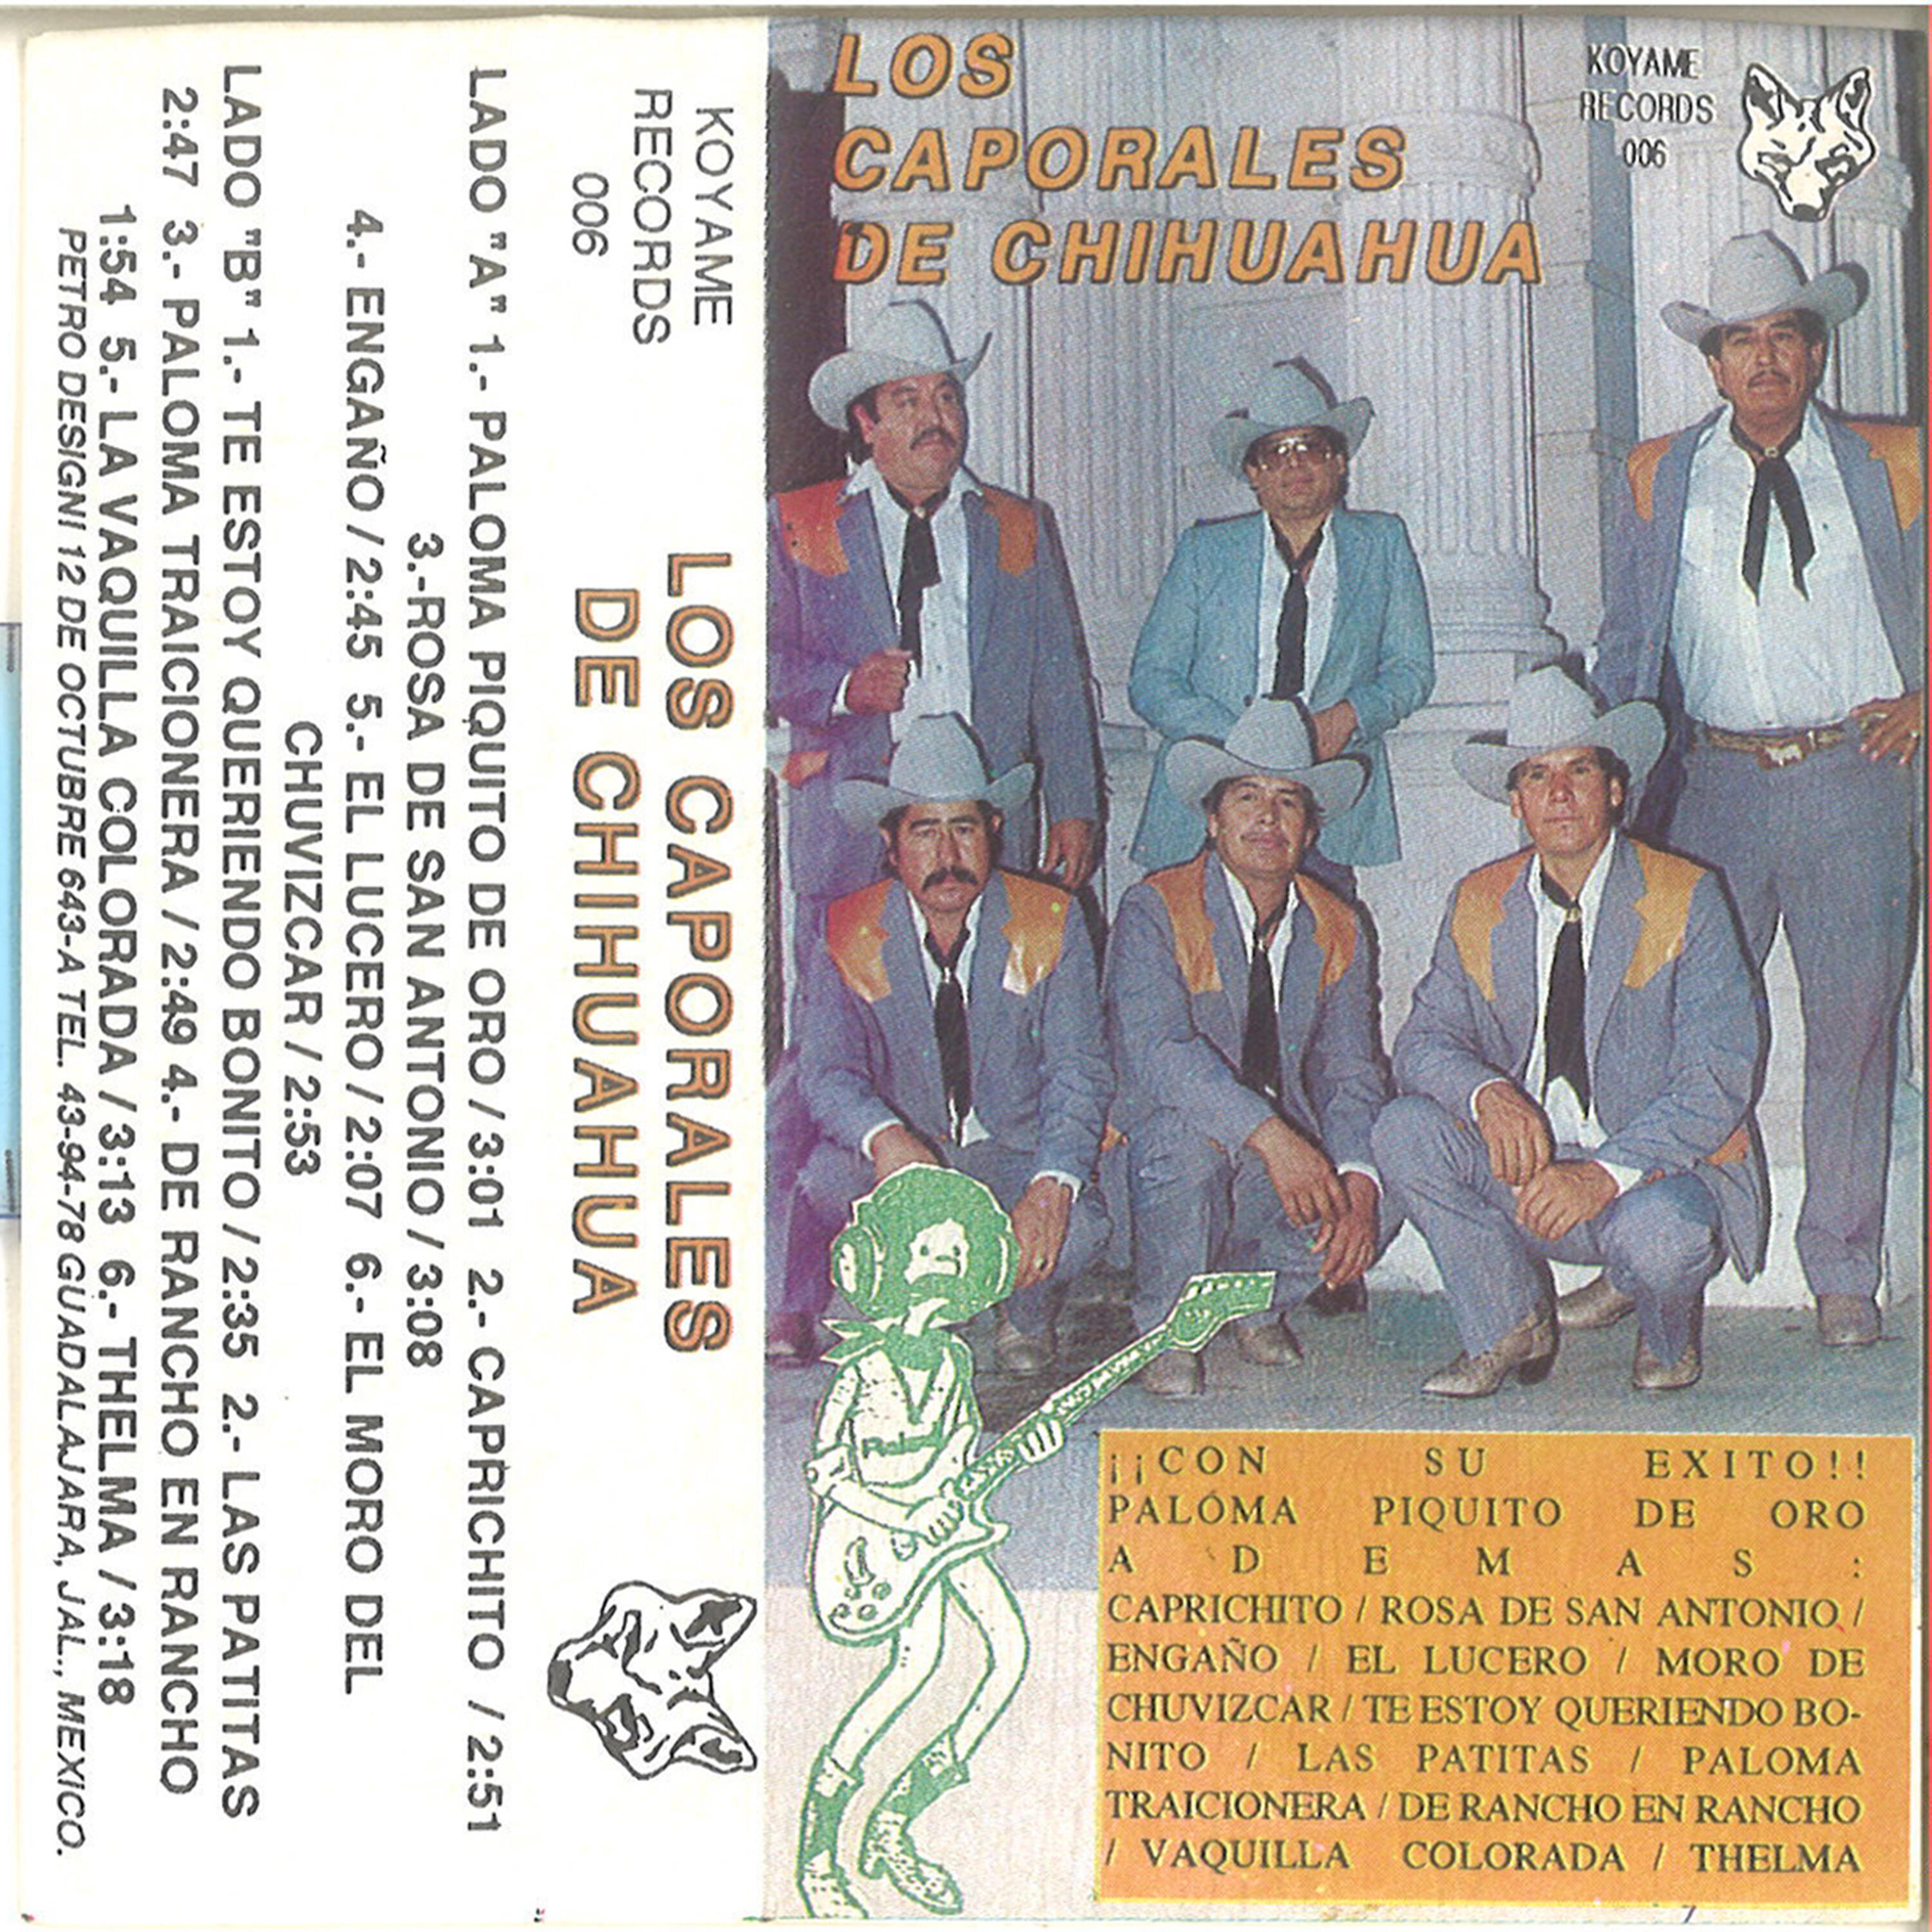 LOS
CAPORALES
DE CHIHUAHUA
KOYAME
RECORDS
006
¡¡CON SU EXITO!!
PALÓMA PIQUITO DE ORO
A D E M A S :
CAPRICHITO / ROSA DE SAN ANTONIO /
ENGAÑO / EL LUCERO / MORO DE
CHUVIZCAR / TE ESTOY QUERIENDO BO-
NITO / LAS PATITAS / PALOMA
TRAICIONERA / DE RANCHO EN RANCHO
/ VAQUILLA COLORADA / THELMA
KOYAME
RECORDS
006
LOS CAPORALES
DE CHIHUAHUA
LADO "A" 1.- PALOMA PIQUITO DE ORO / 3:01 2.- CAPRICHITO / 2:51
3.-ROSA DE SAN ANTONIO / 3:08
4.- ENGAÑO / 2:45 5.- EL LUCERO / 2:07 6.- EL MORO DEL
CHUVIZCAR / 2:53
LADO "B" 1.- TE ESTOY QUERIENDO BONITO / 2:35 2.- LAS PATITAS
2:47 3.- PALOMA TRAICIONERA / 2:49 4.- DE RANCHO EN RANCHO
1:54 5.- LA VAQUILLA COLORADA / 3:13 6.- THELMA / 3:18
PETRO DESIGNI 12 DE OCTUBRE 643-A TEL. 43-94-78 GUADALAJARA, JAL., MEXICO.